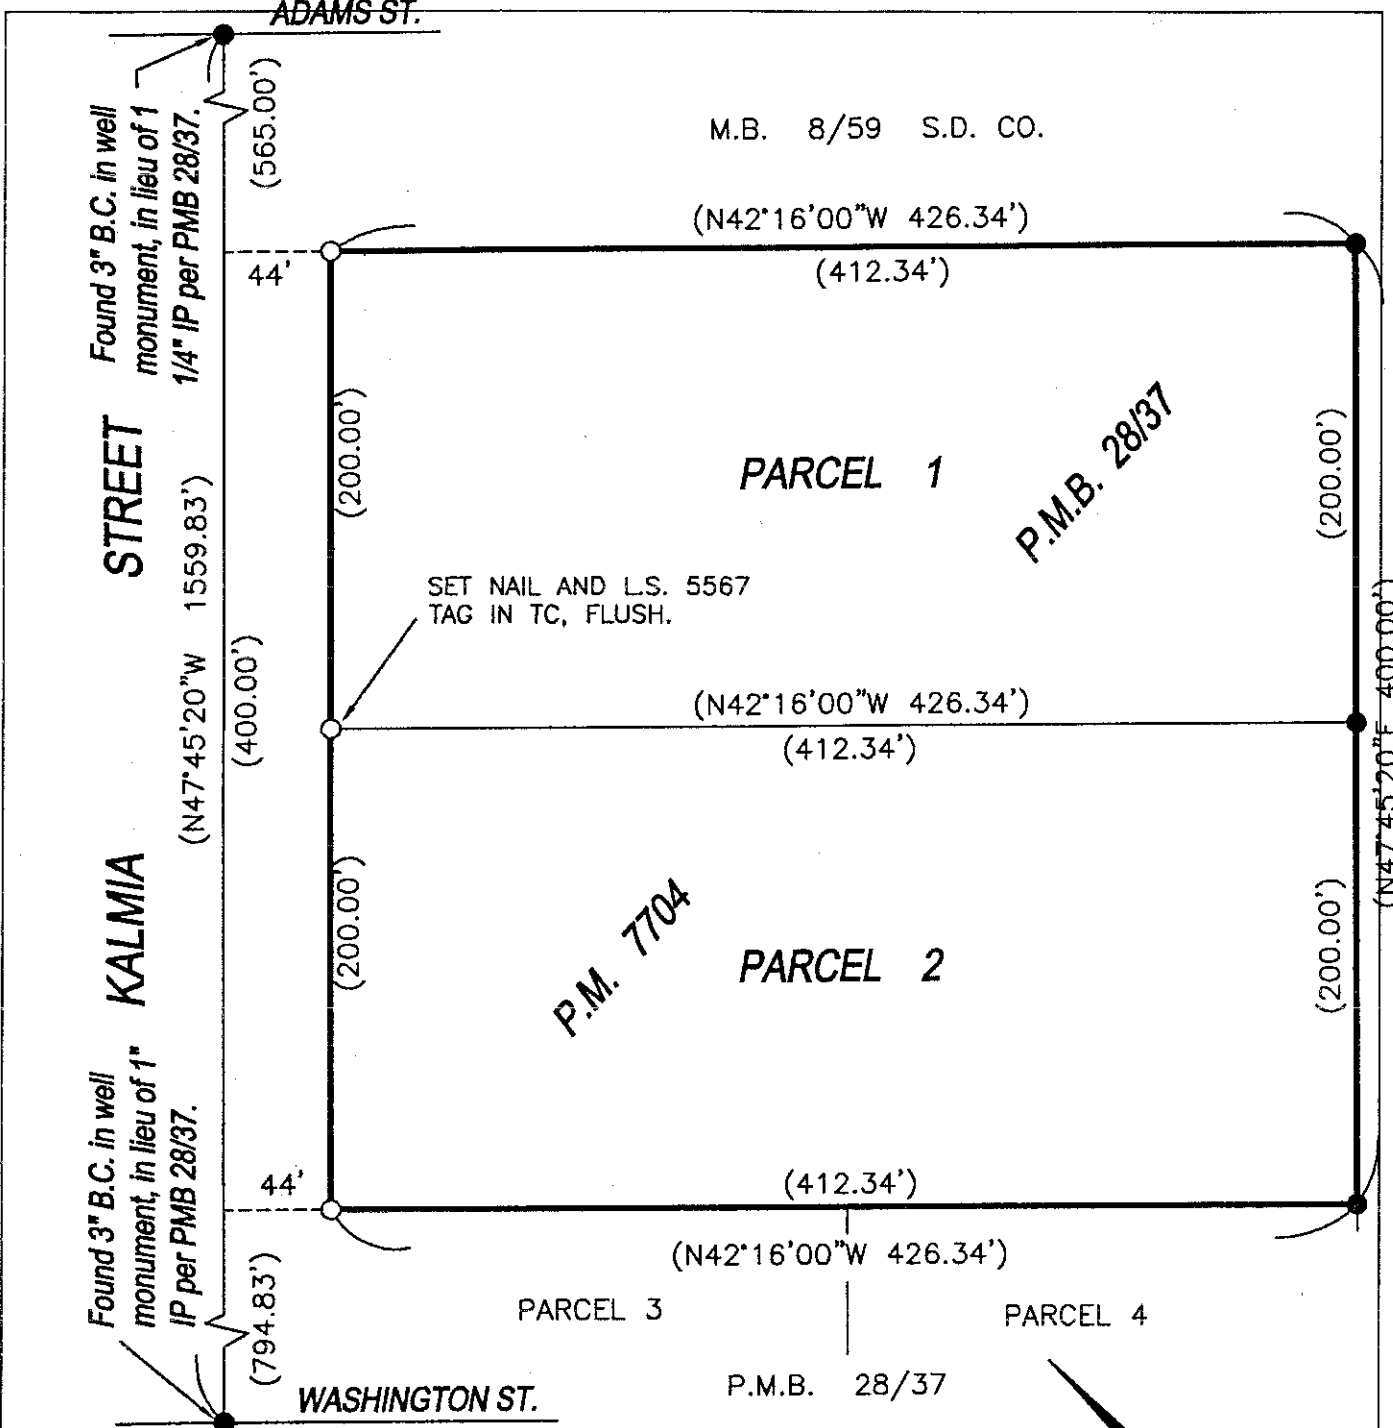 ADAMS ST.
Found 3" B.C. in well
monument, in lieu of 1
1/4" IP per PMB 28/37.
(565.00')
M.B. 8/59 S.D. CO.
(N42°16'00"W 426.34')
(412.34')
44'
(200.00')
PARCEL 1
P.M.B. 28/37
(200.00')
STREET
(N47°45'20"W 1559.83')
SET NAIL AND L.S. 5567
TAG IN TC, FLUSH.
(400.00')
(N42°16'00"W 426.34')
(412.34')
(N47°45'20"E 400.00')
KALMIA
(200.00')
P.M. 7704
PARCEL 2
(200.00')
Found 3" B.C. in well
monument, in lieu of 1"
IP per PMB 28/37.
44'
(412.34')
(N42°16'00"W 426.34')
(794.83')
PARCEL 3
PARCEL 4
P.M.B. 28/37
WASHINGTON ST.